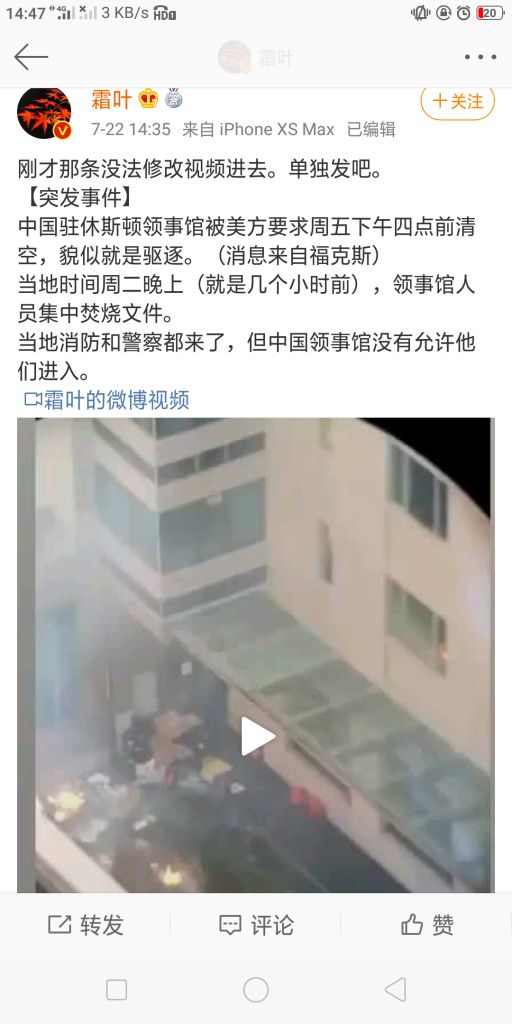 14:47 4G 3 KB/s HD 20
霜叶
霜叶
+关注
7-22 14:35 来自 iPhone XS Max 已编辑
刚才那条没法修改视频进去。单独发吧。
【突发事件】
中国驻休斯顿领事馆被美方要求周五下午四点前清
空，貌似就是驱逐。（消息来自福克斯）
当地时间周二晚上（就是几个小时前），领事馆人
员集中焚烧文件。
当地消防和警察都来了，但中国领事馆没有允许他
们进入。
霜叶的微博视频
转发
评论
赞